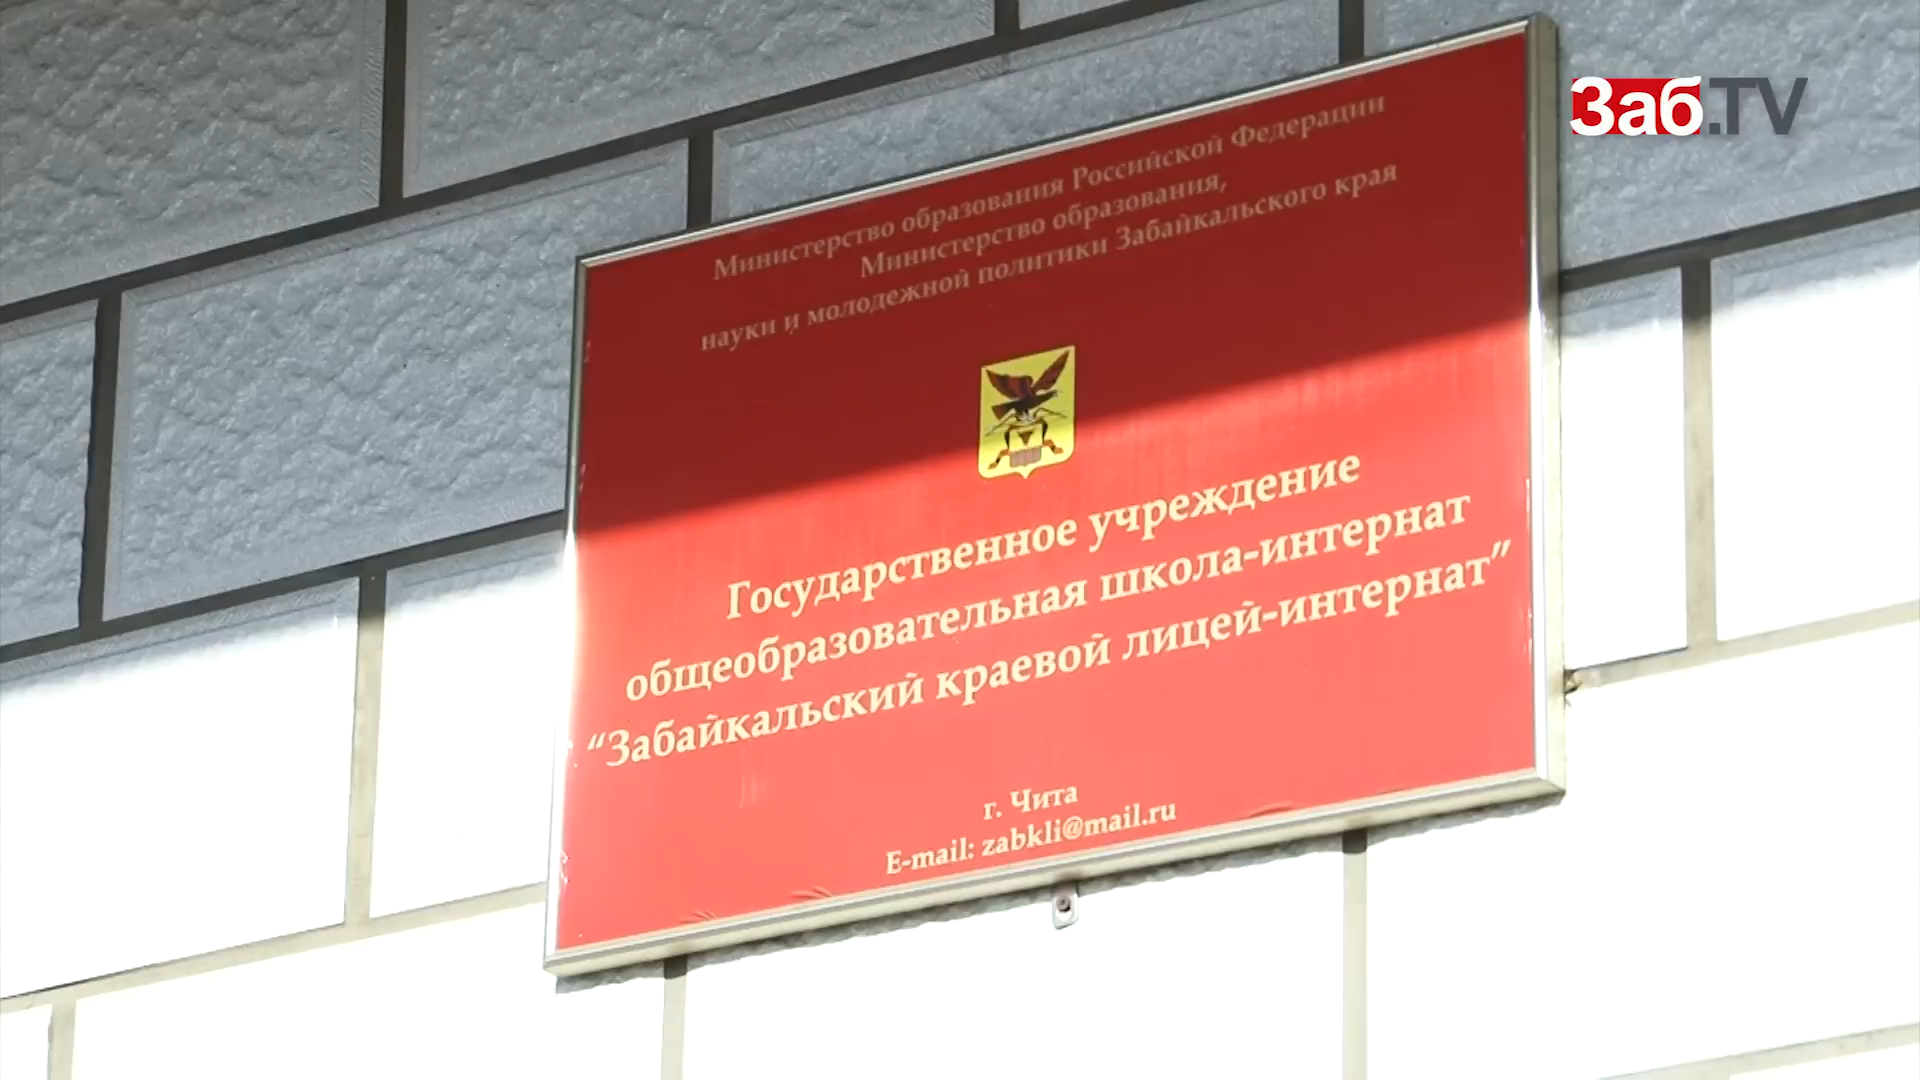 Заб.TV
Министерство образования Российской Федерации
Министерство образования,
науки и молодежной политики Забайкальского края
Государственное учреждение
общеобразовательная школа-интернат
“Забайкальский краевой лицей-интернат”
г. Чита
E-mail: zabkli@mail.ru